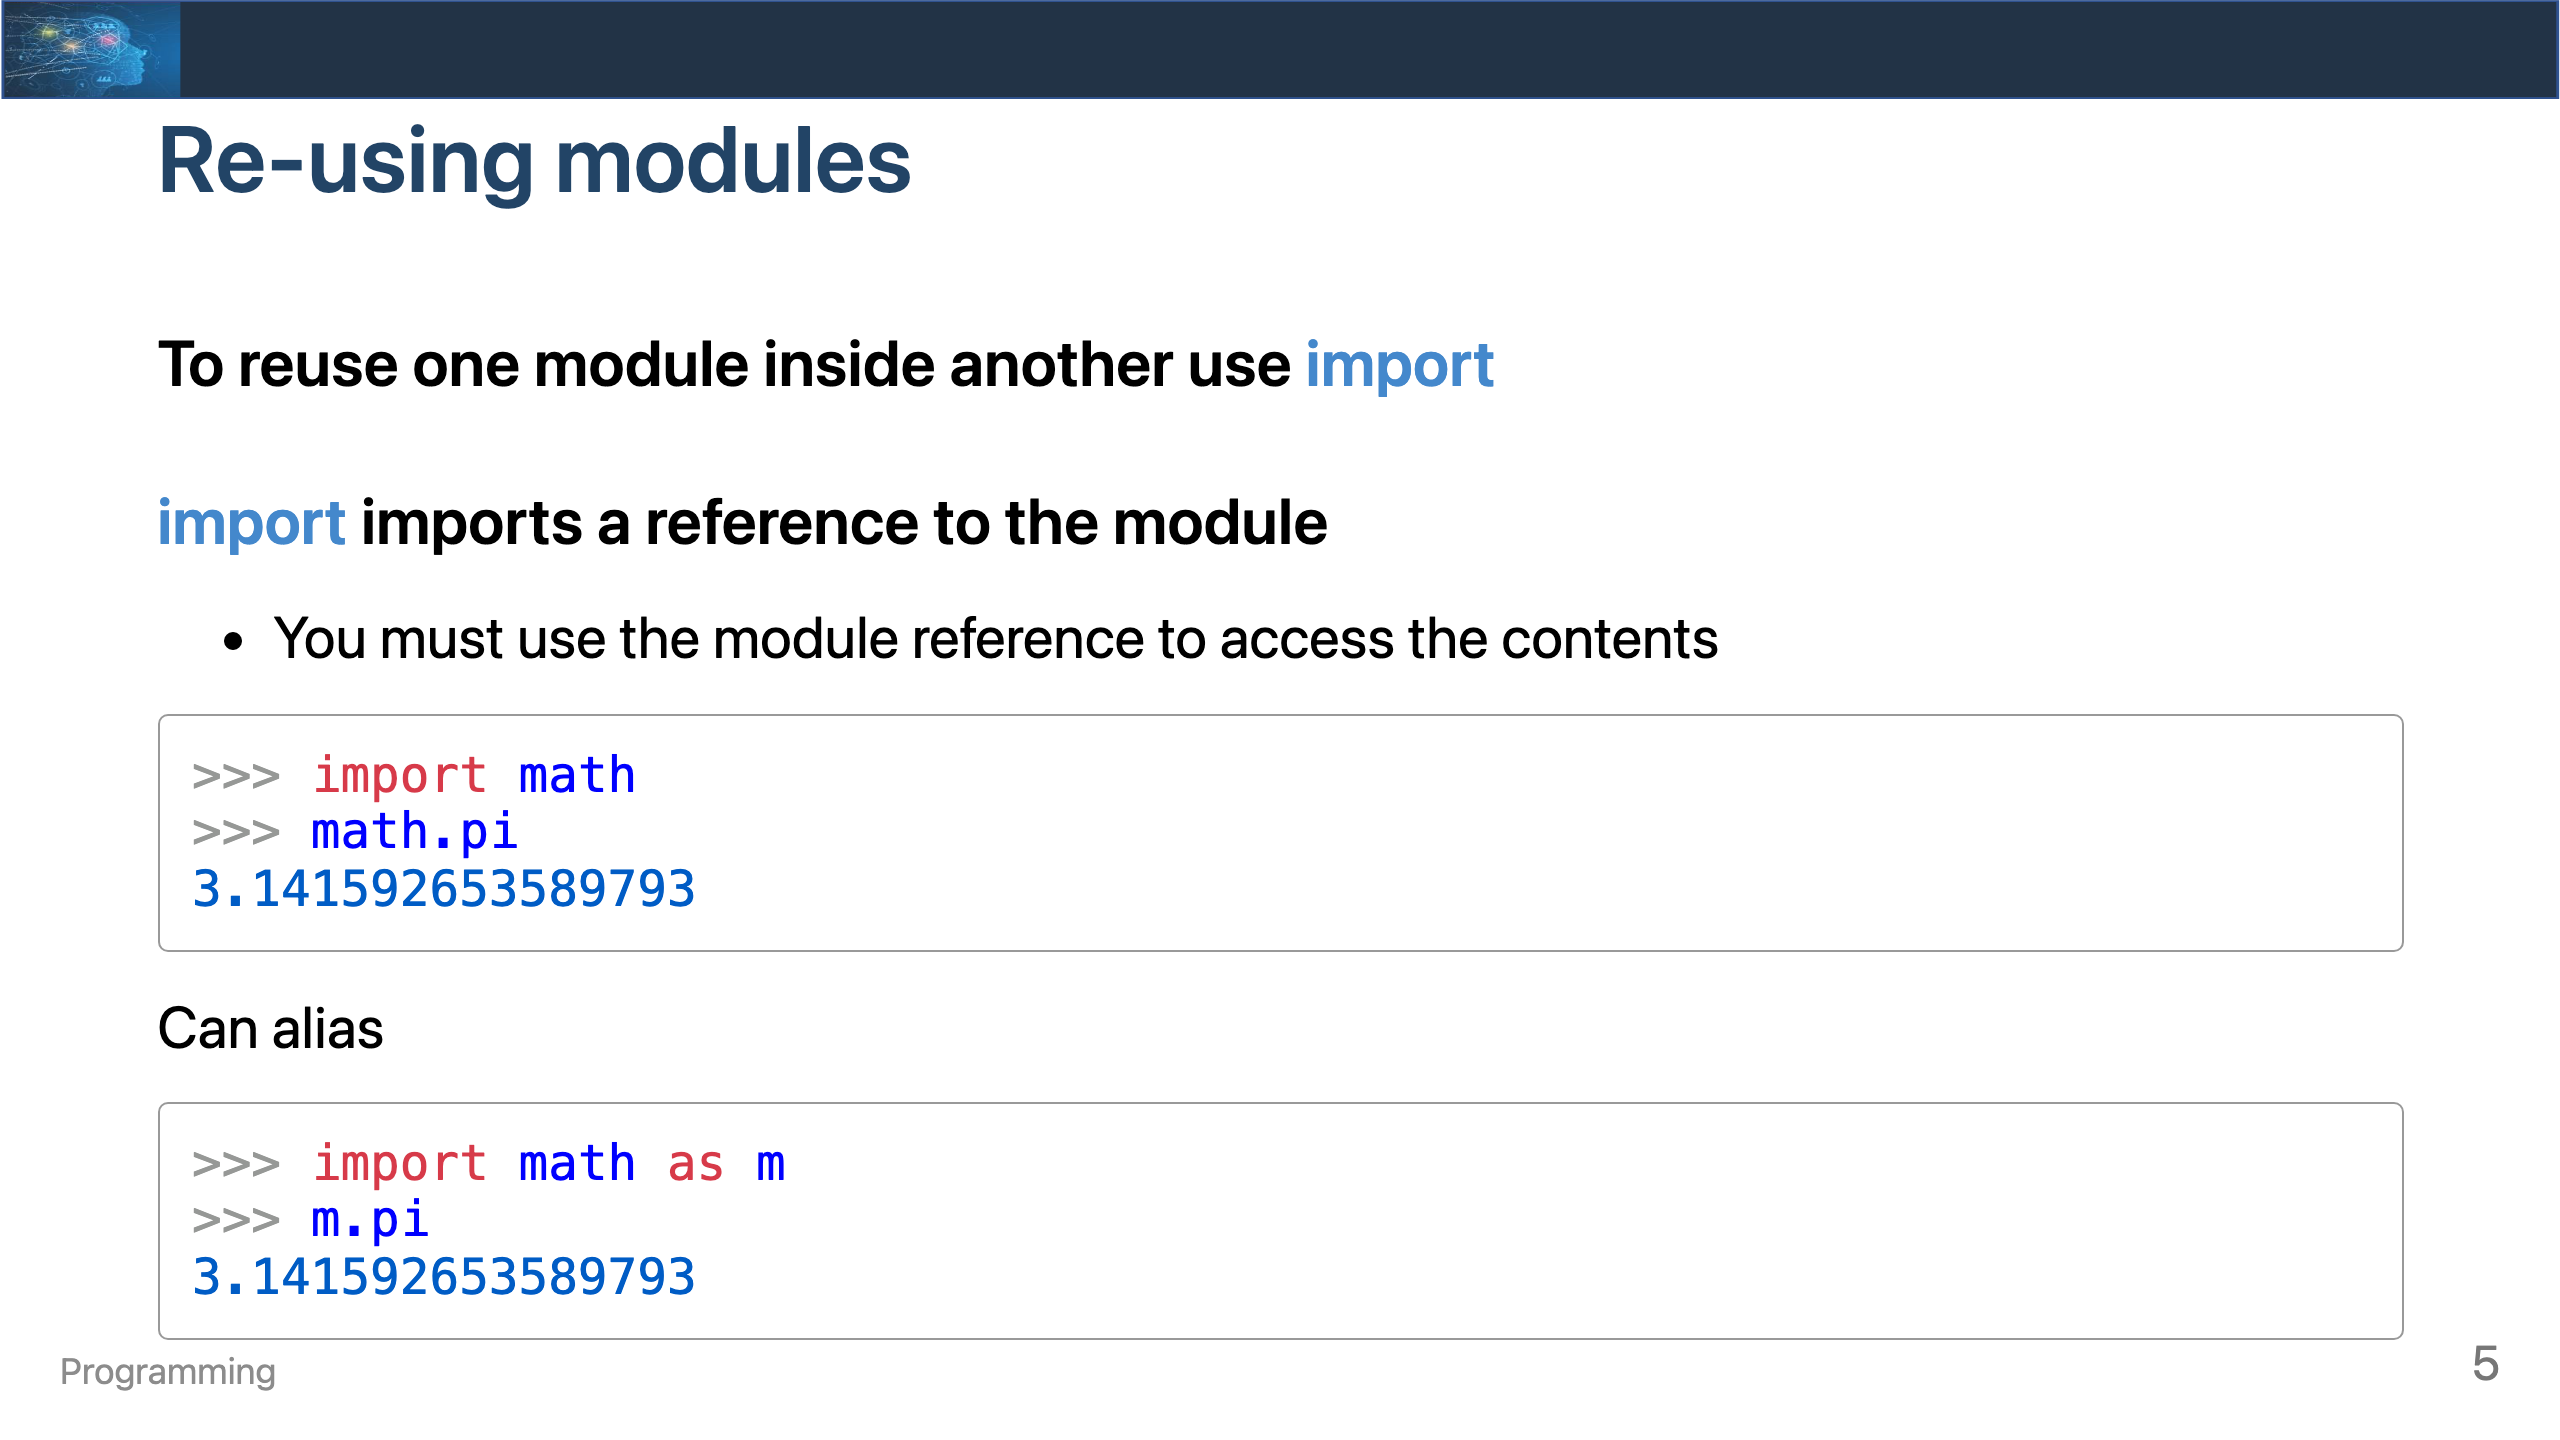 Re-using modules
To reuse one module inside another use import
import imports a reference to the module
• You must use the module reference to access the contents
>>> import math
>>> math.pi
3.141592653589793
Can alias
>>> import math as m
>>> m.pi
3.141592653589793
Programming
5